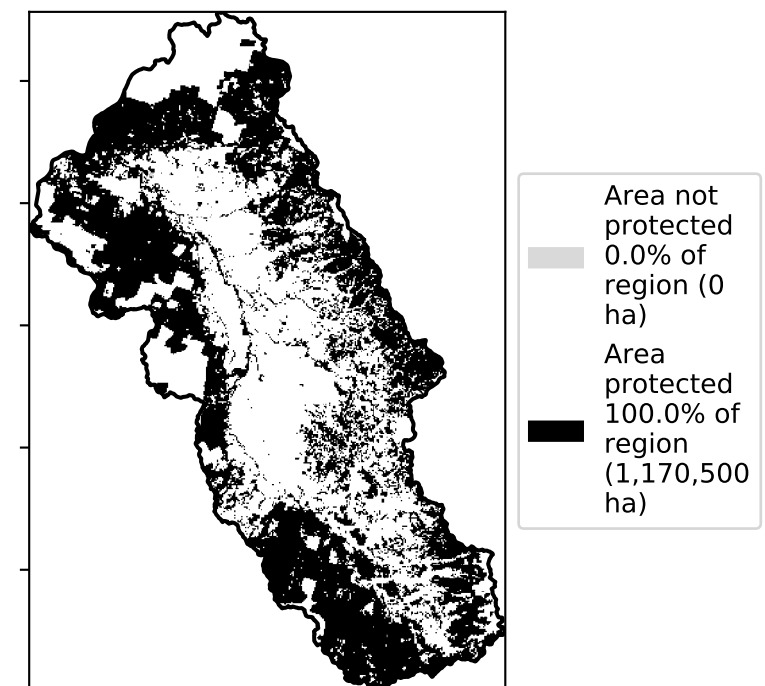 Area not
protected
0.0% of
region (0
ha)
Area
protected
100.0% of
region
(1,170,500
ha)